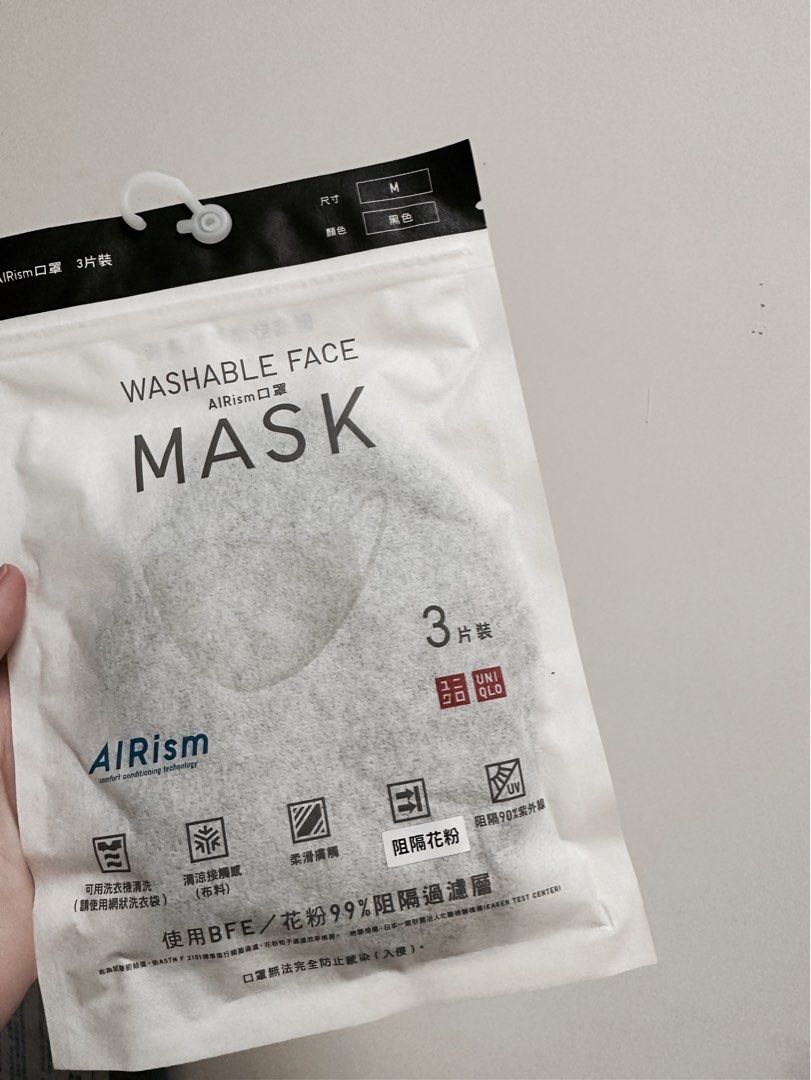 尺寸 M
顏色 黑色
AIRism口罩 3片裝
WASHABLE FACE
AIRism口罩
MASK
3片裝
ユニクロ
UNIQLO
AIRism
comfort conditioning technology
可用洗衣機清洗
(請使用網狀洗衣袋)
清涼接觸感
(布料)
柔滑膚觸
阻隔花粉
UV
阻隔90%紫外線
使用BFE/花粉99%阻隔過濾層
(KAKEN TEST CENTER)
口罩無法完全防止感染(入侵)。